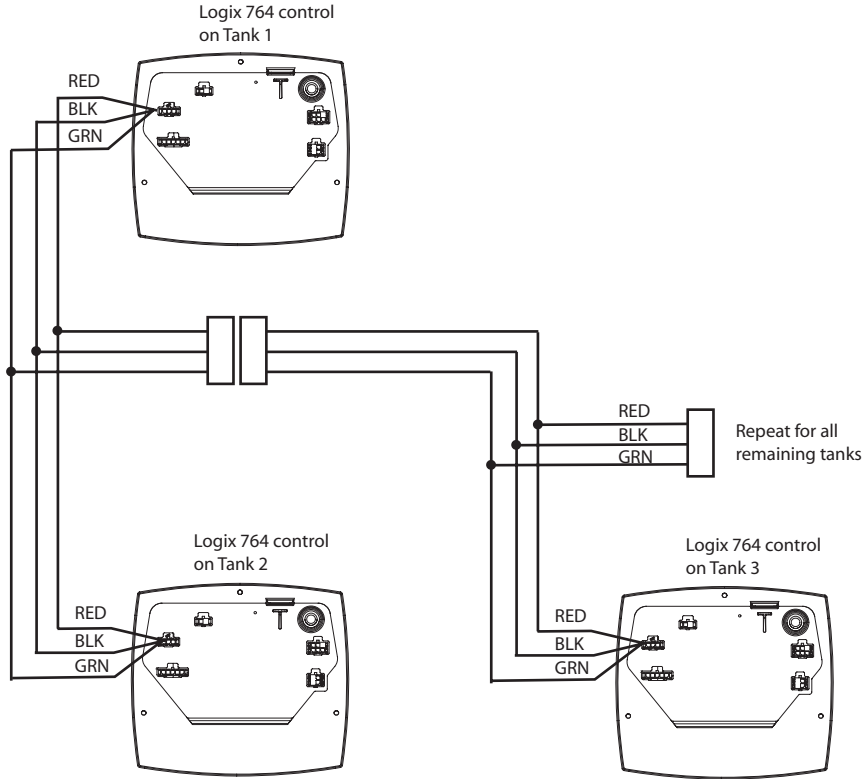 Logix 764 control
on Tank 1
RED
BLK
GRN
RED
BLK
GRN
Repeat for all
remaining tanks
Logix 764 control
on Tank 2
RED
BLK
GRN
Logix 764 control
on Tank 3
RED
BLK
GRN